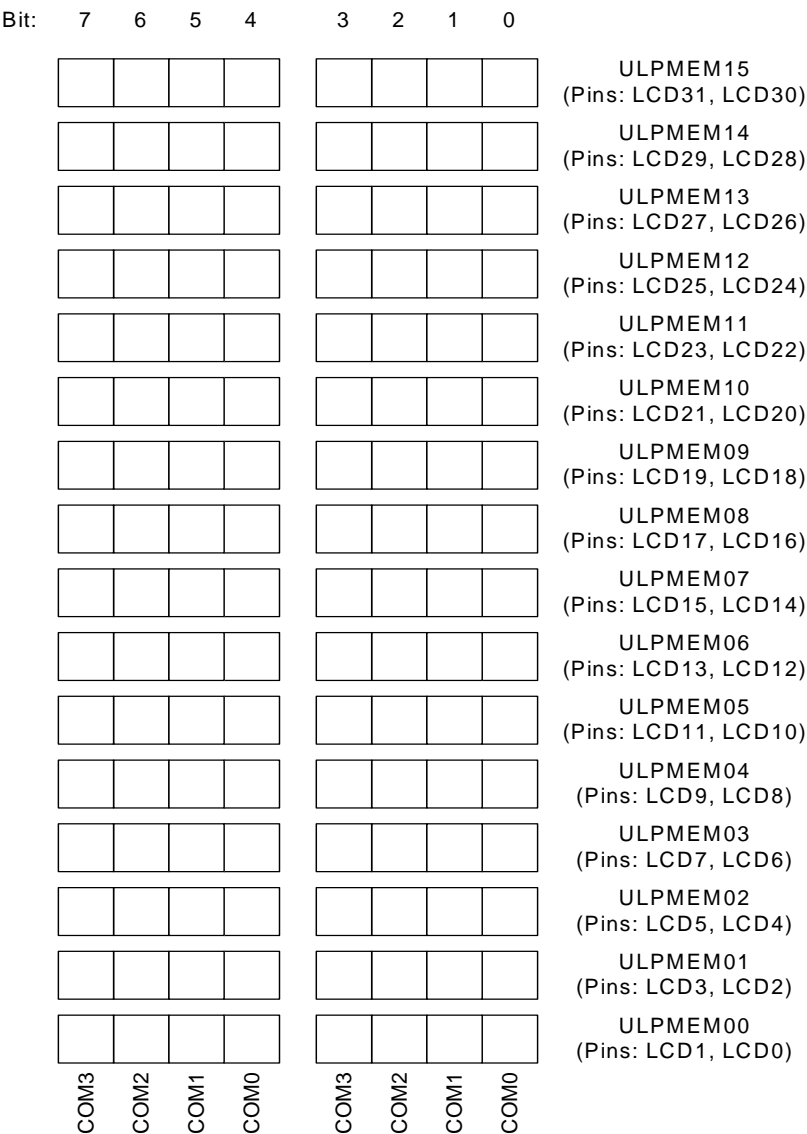 Bit: 7 6 5 4 3 2 1 0
ULPMEM15
(Pins: LCD31, LCD30)
ULPMEM14
(Pins: LCD29, LCD28)
ULPMEM13
(Pins: LCD27, LCD26)
ULPMEM12
(Pins: LCD25, LCD24)
ULPMEM11
(Pins: LCD23, LCD22)
ULPMEM10
(Pins: LCD21, LCD20)
ULPMEM09
(Pins: LCD19, LCD18)
ULPMEM08
(Pins: LCD17, LCD16)
ULPMEM07
(Pins: LCD15, LCD14)
ULPMEM06
(Pins: LCD13, LCD12)
ULPMEM05
(Pins: LCD11, LCD10)
ULPMEM04
(Pins: LCD9, LCD8)
ULPMEM03
(Pins: LCD7, LCD6)
ULPMEM02
(Pins: LCD5, LCD4)
ULPMEM01
(Pins: LCD3, LCD2)
ULPMEM00
(Pins: LCD1, LCD0)
COM3
COM2
COM1
COM0
COM3
COM2
COM1
COM0